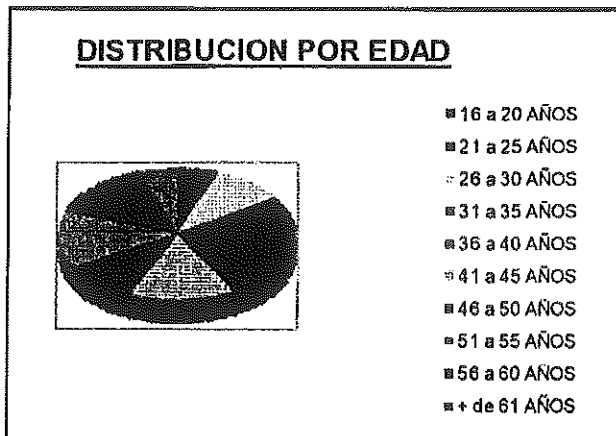 DISTRIBUCION POR EDAD
16 a 20 AÑOS
21 a 25 AÑOS
26 a 30 AÑOS
31 a 35 AÑOS
36 a 40 AÑOS
41 a 45 AÑOS
46 a 50 AÑOS
51 a 55 AÑOS
56 a 60 AÑOS
+ de 61 AÑOS